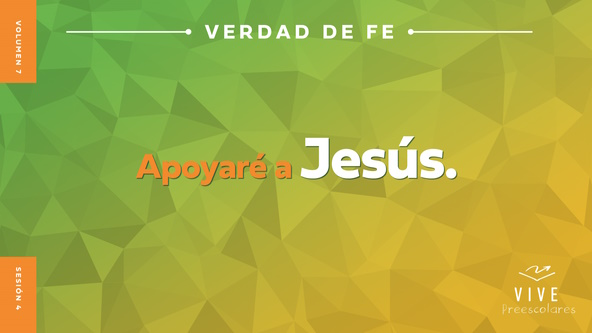 VOLUMEN 7
VERDAD DE FE
Apoyaré a Jesús.
SESIÓN 4
VIVE
Preescolares